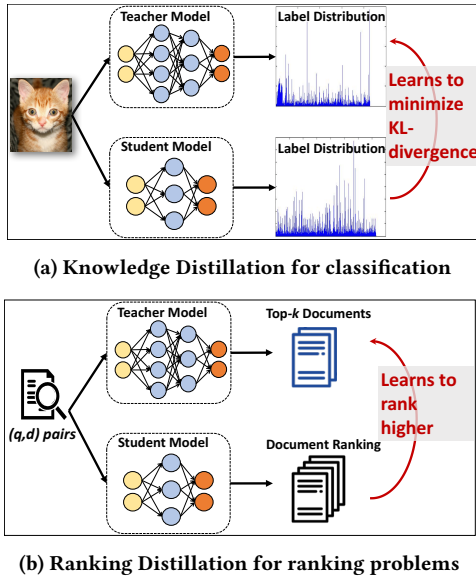 Teacher Model
Label Distribution
Student Model
Label Distribution
Learns to
minimize
KL-
divergence
(a) Knowledge Distillation for classification
Teacher Model
Top-k Documents
(q,d) pairs
Student Model
Document Ranking
Learns to
rank
higher
(b) Ranking Distillation for ranking problems